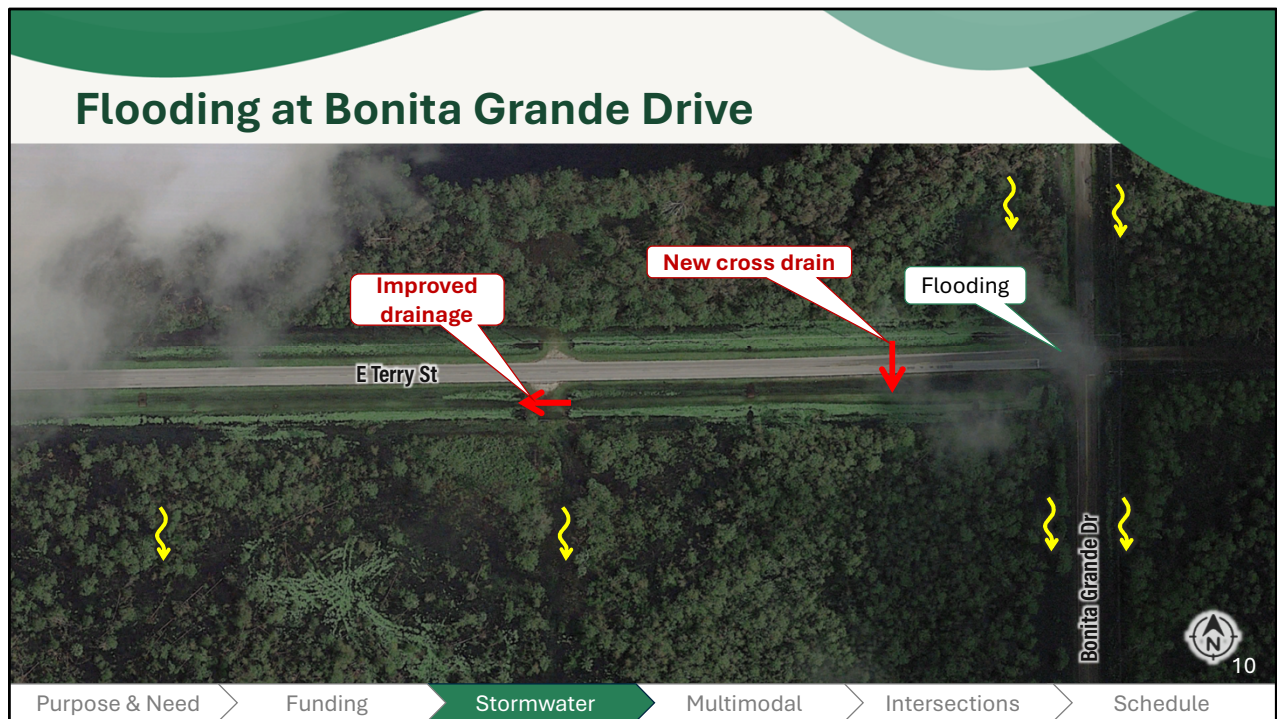 Flooding at Bonita Grande Drive
New cross drain
Improved
drainage
Flooding
E Terry St
Bonita Grande Dr
N
10
Purpose & Need
Funding
Stormwater
Multimodal
Intersections
Schedule